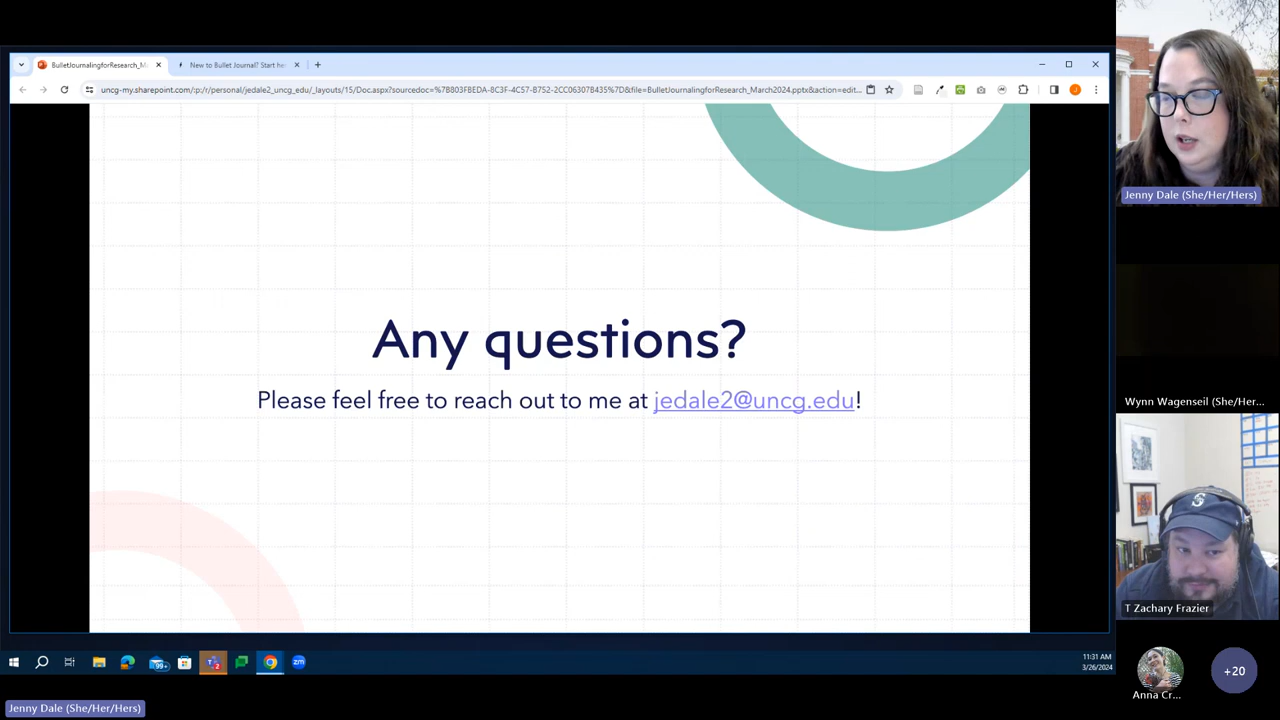 BulletJournalingforResearch_M
New to Bullet Journal? Start he
uncg-my.sharepoint.com/:p:/r/personal/jedale2_uncg_edu/_layouts/15/Doc.aspx?sourcedoc=%7B803FBEDA-8C3F-4C57-B752-2CC06307B435%7D&file=BulletJournalingforResearch_March2024.pptx&action=edit...
J
Any questions?
Please feel free to reach out to me at jedale2@uncg.edu!
Jenny Dale (She/Her/Hers)
Wynn Wagenseil (She/Her...
S
T Zachary Frazier
99+
zm
11:31 AM
3/26/2024
Anna Cr...
+20
Jenny Dale (She/Her/Hers)